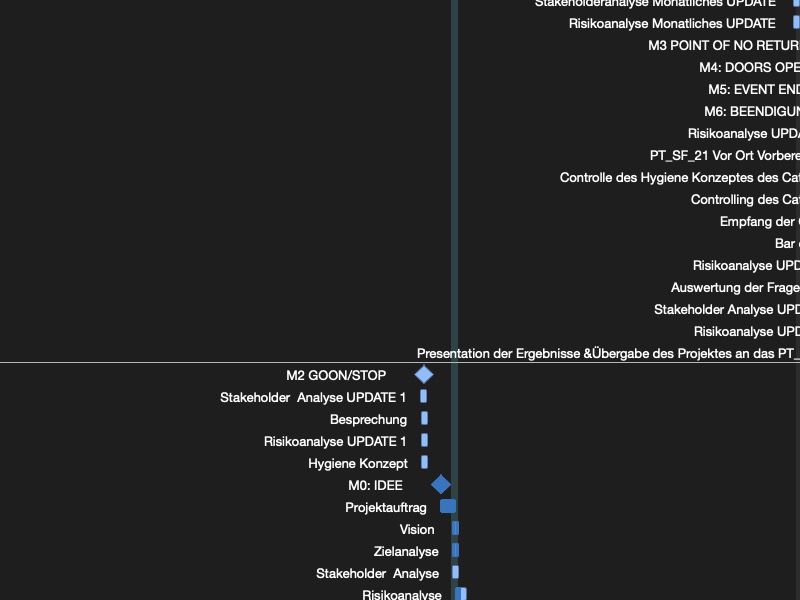 Stakeholderanalyse Monatliches UPDATE
Risikoanalyse Monatliches UPDATE
M3 POINT OF NO RETUR
M4: DOORS OPE
M5: EVENT END
M6: BEENDIGUN
Risikoanalyse UPDA
PT_SF_21 Vor Ort Vorbere
Controlle des Hygiene Konzeptes des Cat
Controlling des Cat
Empfang der
Bar
Risikoanalyse UPD
Auswertung der Frage
Stakeholder Analyse UPD
Risikoanalyse UPD
Presentation der Ergebnisse &Übergabe des Projektes an das PT_
M2 GOON/STOP
Stakeholder Analyse UPDATE 1
Besprechung
Risikoanalyse UPDATE 1
Hygiene Konzept
M0: IDEE
Projektauftrag
Vision
Zielanalyse
Stakeholder Analyse
Risikoanalyse